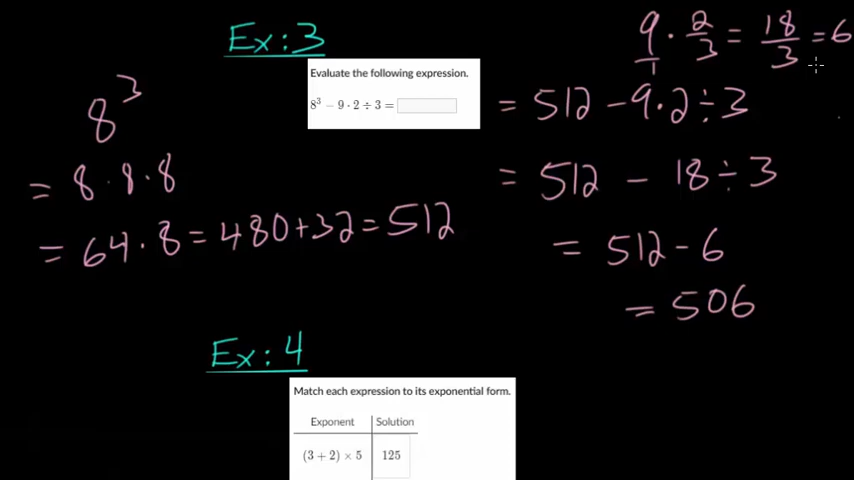 Ex: 3
Evaluate the following expression.
8³ − 9 · 2 ÷ 3 =
8³
= 8 · 8 · 8
= 64 · 8 = 480 + 32 = 512
9/1 · 2/3 = 18/3 = 6
= 512 − 9 · 2 ÷ 3
= 512 − 18 ÷ 3
= 512 − 6
= 506
Ex: 4
Match each expression to its exponential form.
Exponent Solution
(3 + 2) × 5 125